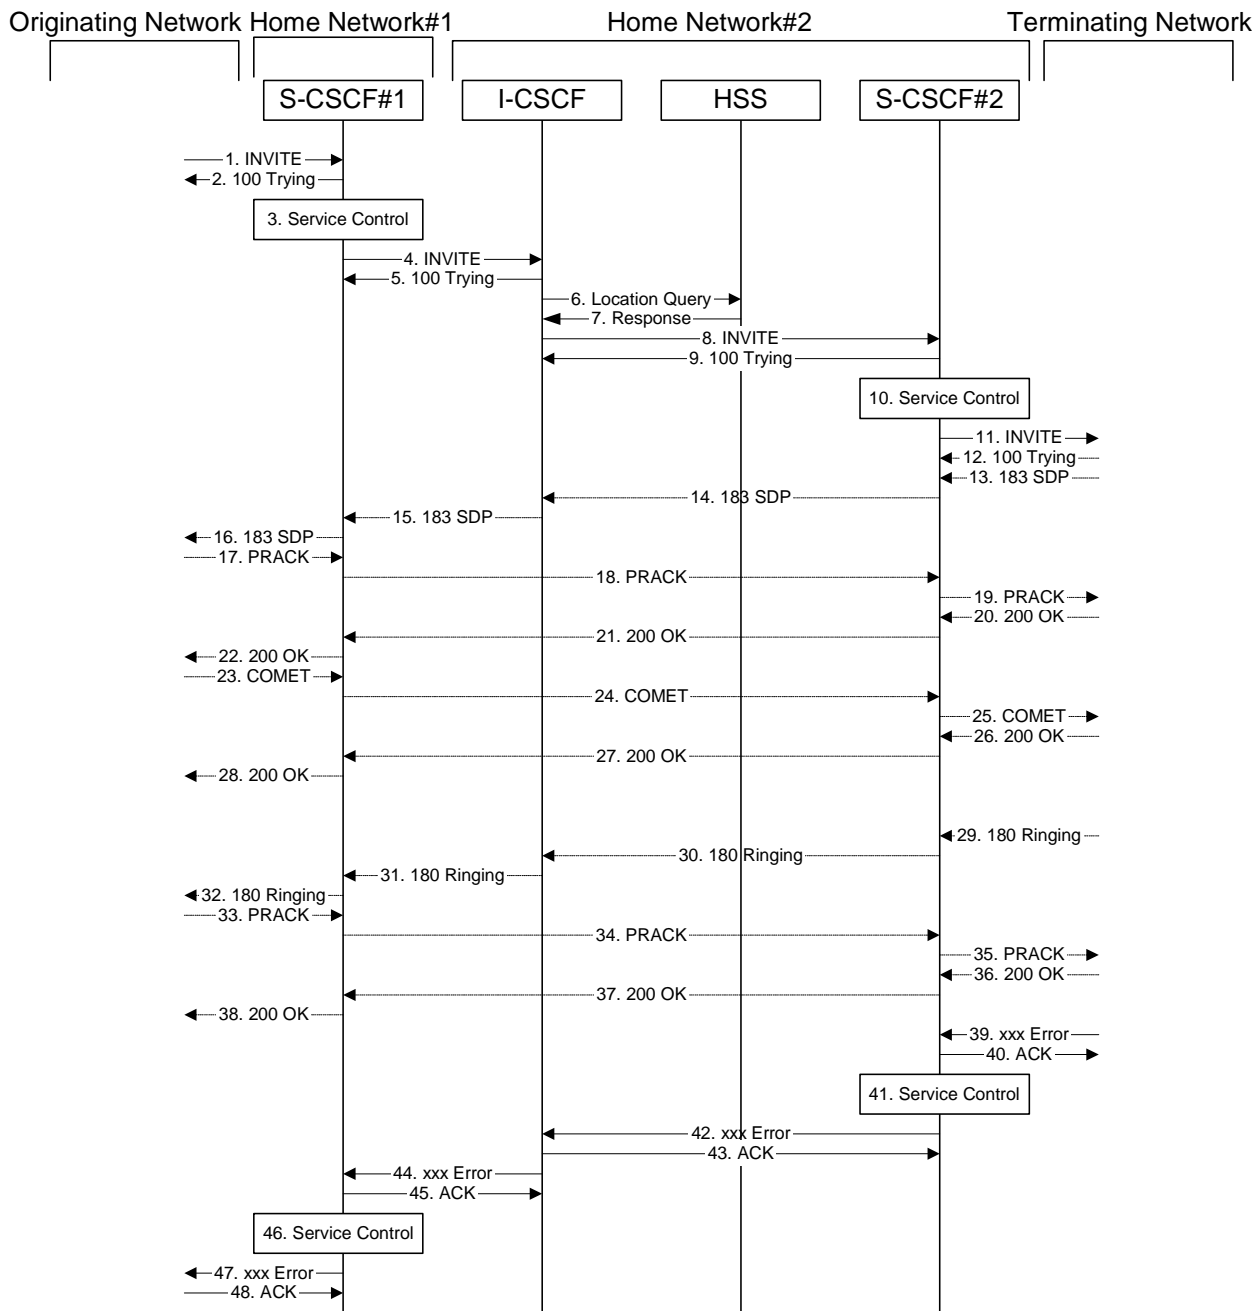 Originating Network Home Network#1 Home Network#2 Terminating Network
S-CSCF#1 I-CSCF HSS S-CSCF#2
1. INVITE
2. 100 Trying
3. Service Control
4. INVITE
5. 100 Trying
6. Location Query
7. Response
8. INVITE
9. 100 Trying
10. Service Control
11. INVITE
12. 100 Trying
13. 183 SDP
14. 183 SDP
15. 183 SDP
16. 183 SDP
17. PRACK
18. PRACK
19. PRACK
20. 200 OK
21. 200 OK
22. 200 OK
23. COMET
24. COMET
25. COMET
26. 200 OK
27. 200 OK
28. 200 OK
29. 180 Ringing
30. 180 Ringing
31. 180 Ringing
32. 180 Ringing
33. PRACK
34. PRACK
35. PRACK
36. 200 OK
37. 200 OK
38. 200 OK
39. xxx Error
40. ACK
41. Service Control
42. xxx Error
43. ACK
44. xxx Error
45. ACK
46. Service Control
47. xxx Error
48. ACK